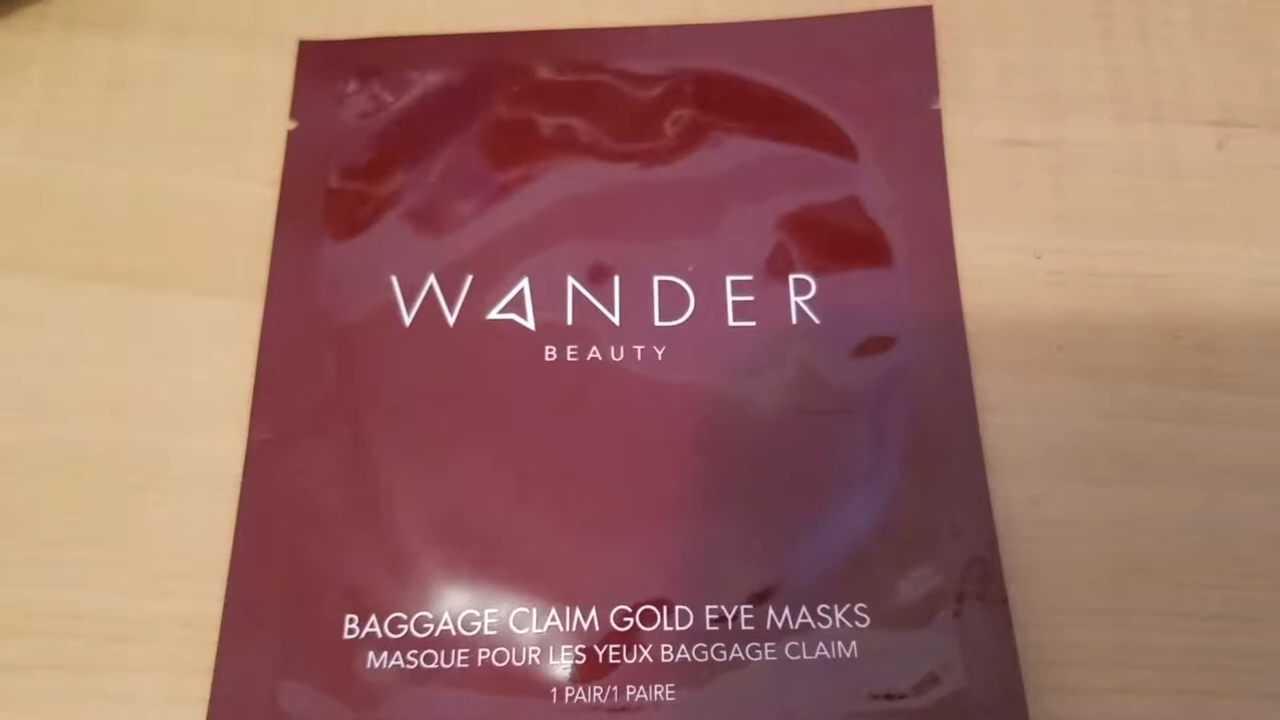 WANDER
BEAUTY
BAGGAGE CLAIM GOLD EYE MASKS
MASQUE POUR LES YEUX BAGGAGE CLAIM
1 PAIR/1 PAIRE